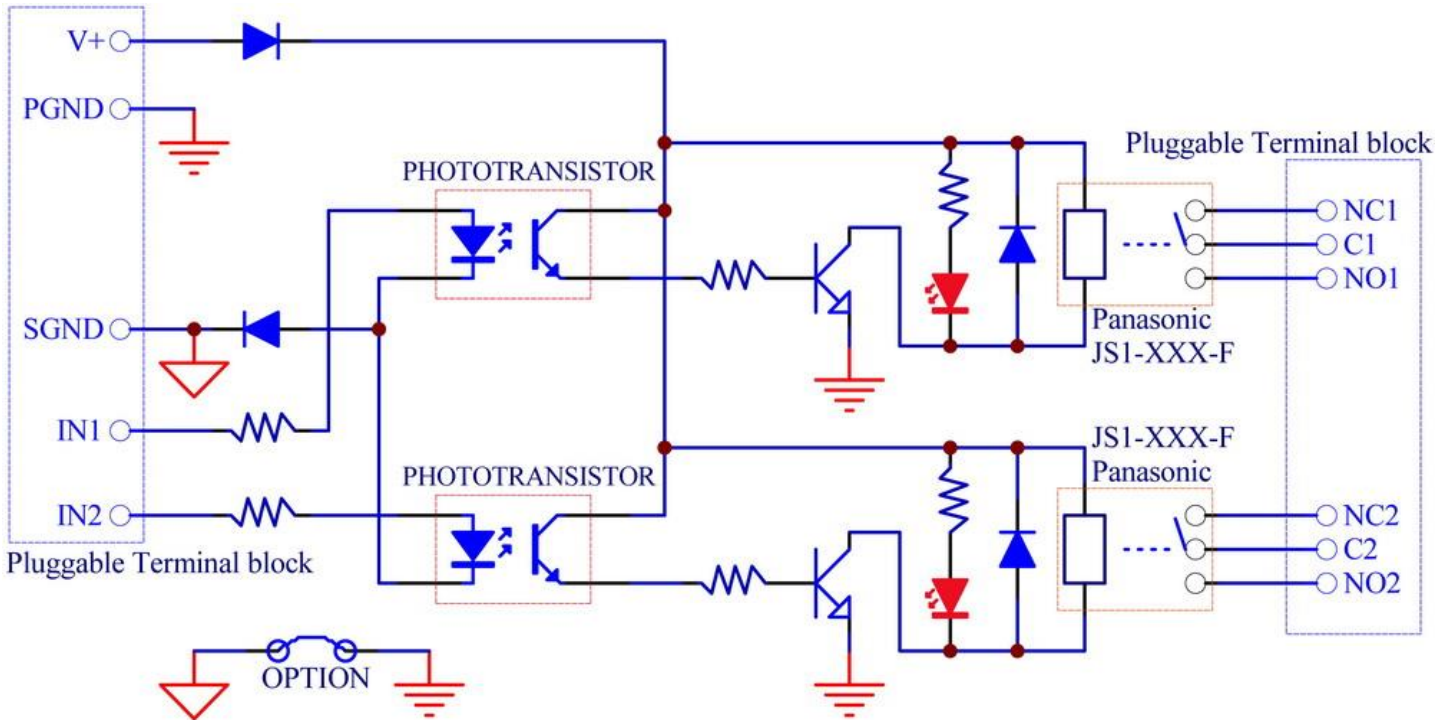 V+
PGND
PHOTOTRANSISTOR
Pluggable Terminal block
NC1
C1
NO1
SGND
Panasonic
JS1-XXX-F
IN1
JS1-XXX-F
Panasonic
PHOTOTRANSISTOR
IN2
NC2
C2
NO2
Pluggable Terminal block
OPTION